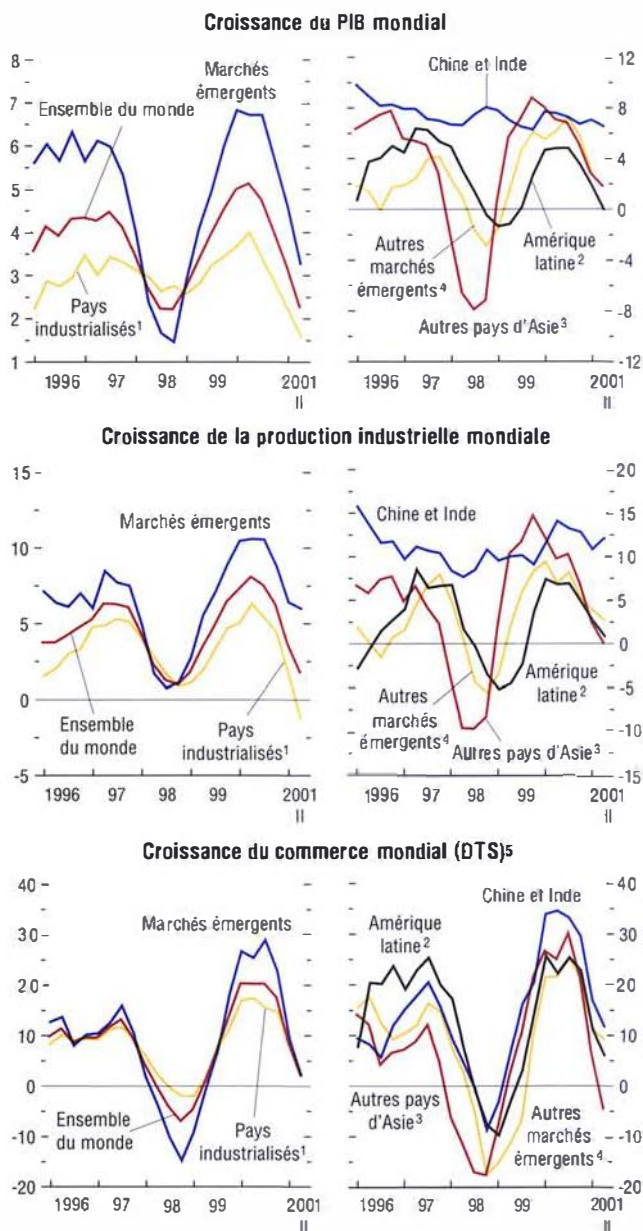 Croissance du PIB mondial
8
7
6
5
4
3
2
1
Ensemble du monde
Marchés émergents
Pays industrialisés1
1996 97 98 99 2001
II
12
8
4
0
-4
-8
-12
Chine et Inde
Autres marchés émergents4
Amérique latine2
Autres pays d'Asie3
1996 97 98 99 2001
II
Croissance de la production industrielle mondiale
15
10
5
0
-5
Marchés émergents
Ensemble du monde
Pays industrialisés1
1996 97 98 99 2001
II
20
15
10
5
0
-5
-10
-15
Chine et Inde
Autres marchés émergents4
Amérique latine2
Autres pays d'Asie3
1996 97 98 99 2001
II
Croissance du commerce mondial (DTS)5
40
30
20
10
0
-10
-20
Marchés émergents
Ensemble du monde
Pays industrialisés1
1996 97 98 99 2001
II
40
30
20
10
0
-10
-20
Chine et Inde
Amérique latine2
Autres pays d'Asie3
Autres marchés émergents4
1996 97 98 99 2001
II